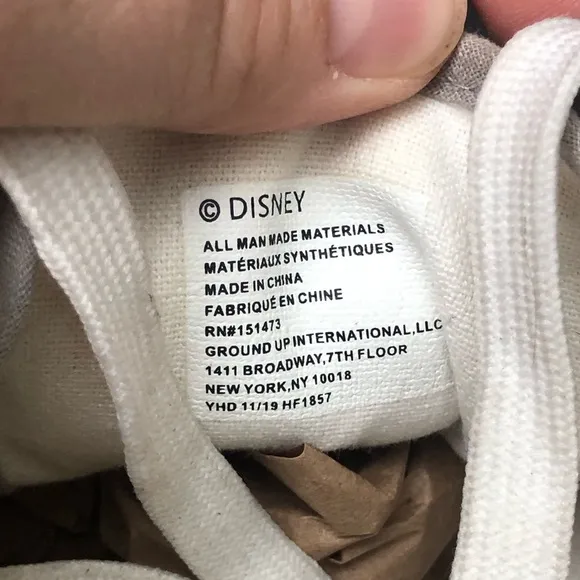 © DISNEY
ALL MAN MADE MATERIALS
MATÉRIAUX SYNTHÉTIQUES
MADE IN CHINA
FABRIQUÉ EN CHINE
RN#151473
GROUND UP INTERNATIONAL,LLC
1411 BROADWAY,7TH FLOOR
NEW YORK,NY 10018
YHD 11/19 HF1857